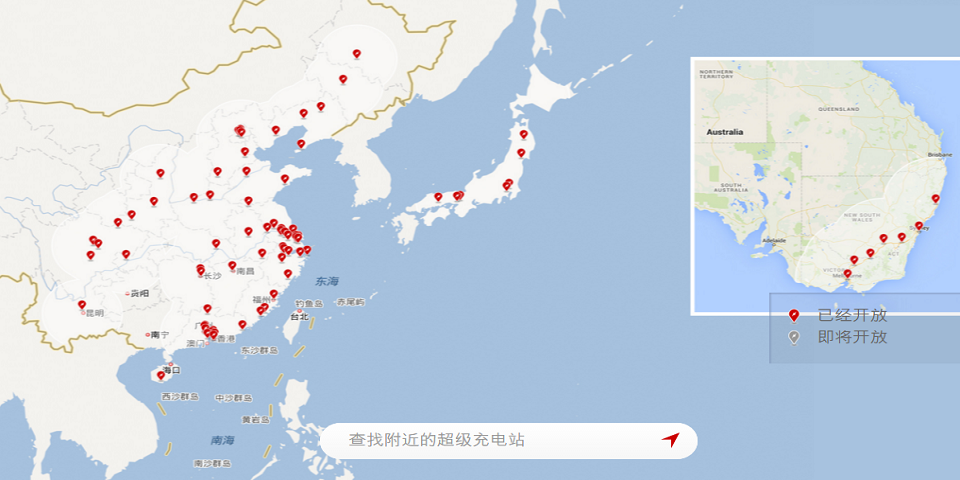 NORTHERN
TERRITORY
QUEENSLAND
Australia
Brisbane
SOUTH
AUSTRALIA
NEW SOUTH
WALES
Adelaide
ACT
VICTORIA
Melbourne
已经开放
即将开放
东海
长沙
南昌
贵阳
福州
钓鱼岛
赤尾屿
昆明
台北
南宁
香港
澳门
东沙群岛
海口
西沙群岛
中沙群岛
黄岩岛
南海
南沙群岛
查找附近的超级充电站